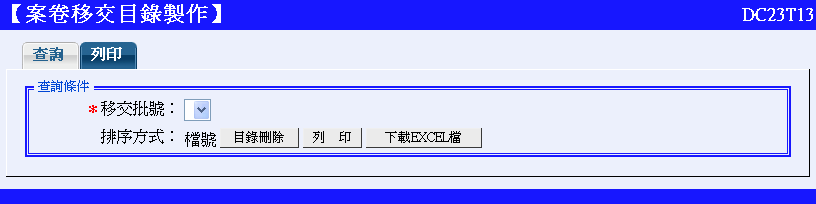 【案卷移交目錄製作】 DC23T13
查詢 列印
查詢條件
*移交批號：
排序方式： 檔號 目錄刪除 列 印 下載EXCEL檔